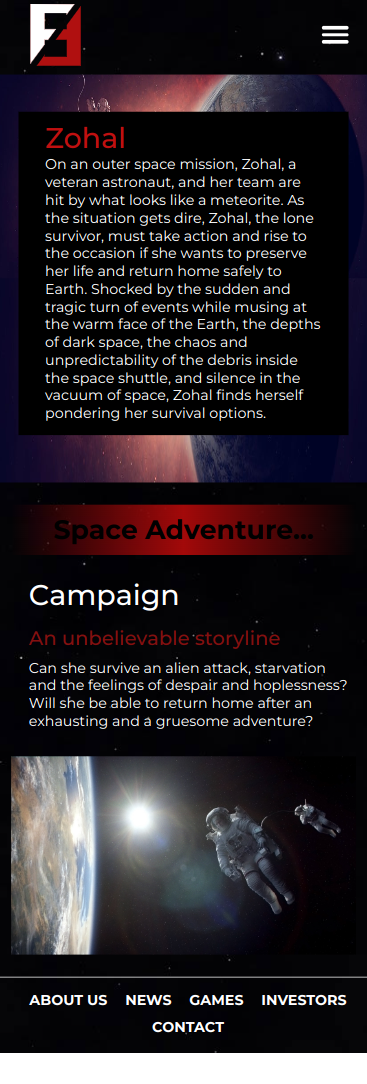 Zohal
On an outer space mission, Zohal, a
veteran astronaut, and her team are
hit by what looks like a meteorite. As
the situation gets dire, Zohal, the lone
survivor, must take action and rise to
the occasion if she wants to preserve
her life and return home safely to
Earth. Shocked by the sudden and
tragic turn of events while musing at
the warm face of the Earth, the depths
of dark space, the chaos and
unpredictability of the debris inside
the space shuttle, and silence in the
vacuum of space, Zohal finds herself
pondering her survival options.
Space Adventure...
Campaign
An unbelievable storyline
Can she survive an alien attack, starvation
and the feelings of despair and hoplessness?
Will she be able to return home after an
exhausting and a gruesome adventure?
ABOUT US NEWS GAMES INVESTORS
CONTACT